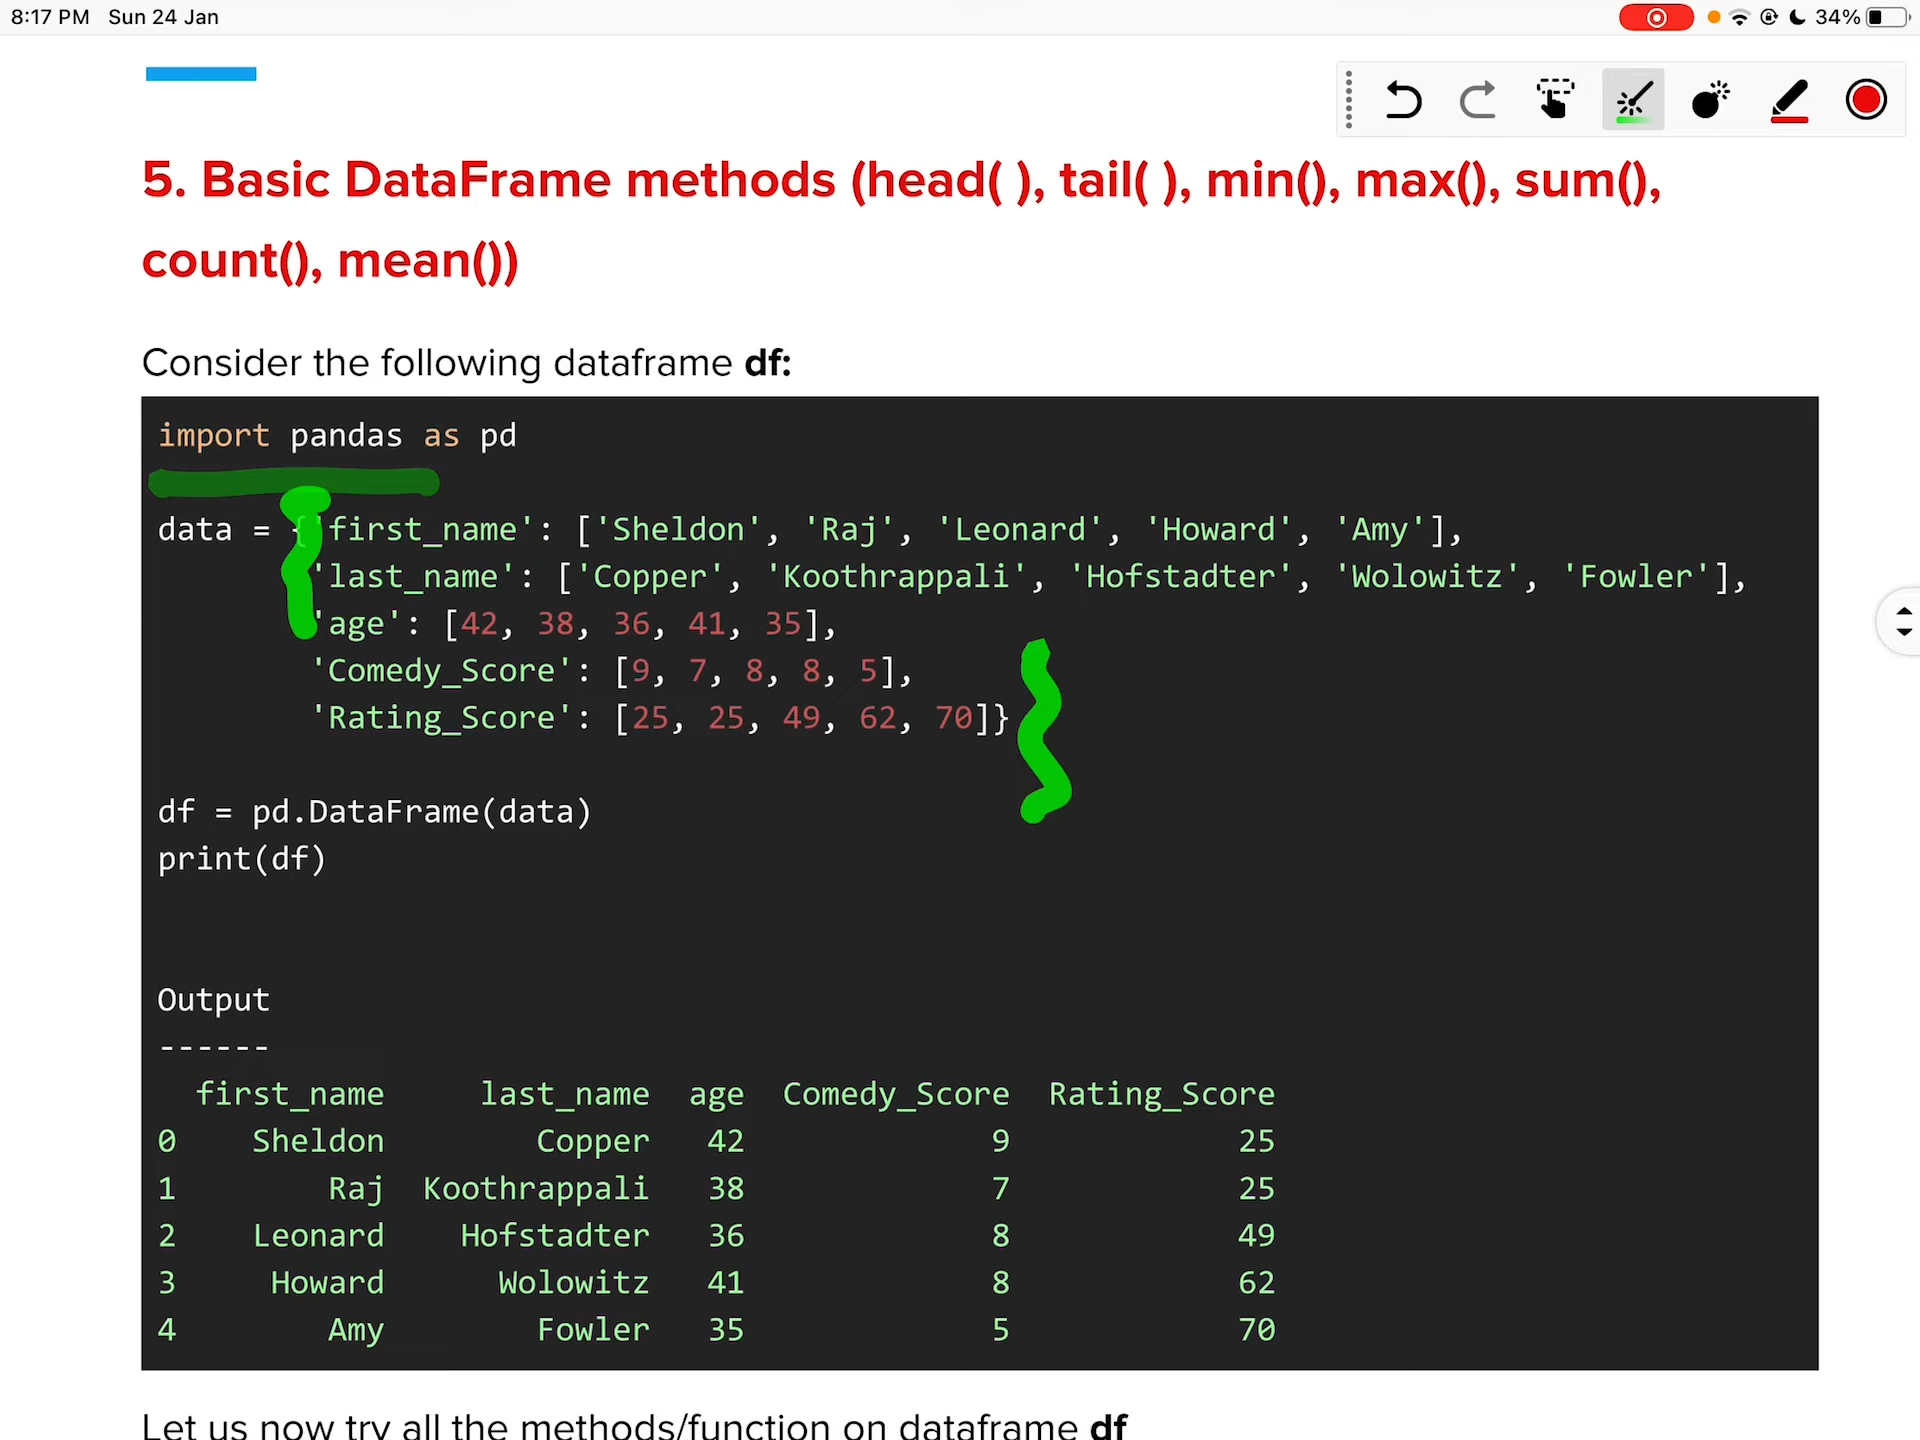 8:17 PM Sun 24 Jan 34%
5. Basic DataFrame methods (head( ), tail( ), min(), max(), sum(),
count(), mean())
Consider the following dataframe df:
import pandas as pd
data = {'first_name': ['Sheldon', 'Raj', 'Leonard', 'Howard', 'Amy'],
'last_name': ['Copper', 'Koothrappali', 'Hofstadter', 'Wolowitz', 'Fowler'],
'age': [42, 38, 36, 41, 35],
'Comedy_Score': [9, 7, 8, 8, 5],
'Rating_Score': [25, 25, 49, 62, 70]}
df = pd.DataFrame(data)
print(df)
Output
------
first_name last_name age Comedy_Score Rating_Score
0 Sheldon Copper 42 9 25
1 Raj Koothrappali 38 7 25
2 Leonard Hofstadter 36 8 49
3 Howard Wolowitz 41 8 62
4 Amy Fowler 35 5 70
Let us now try all the methods/function on dataframe df